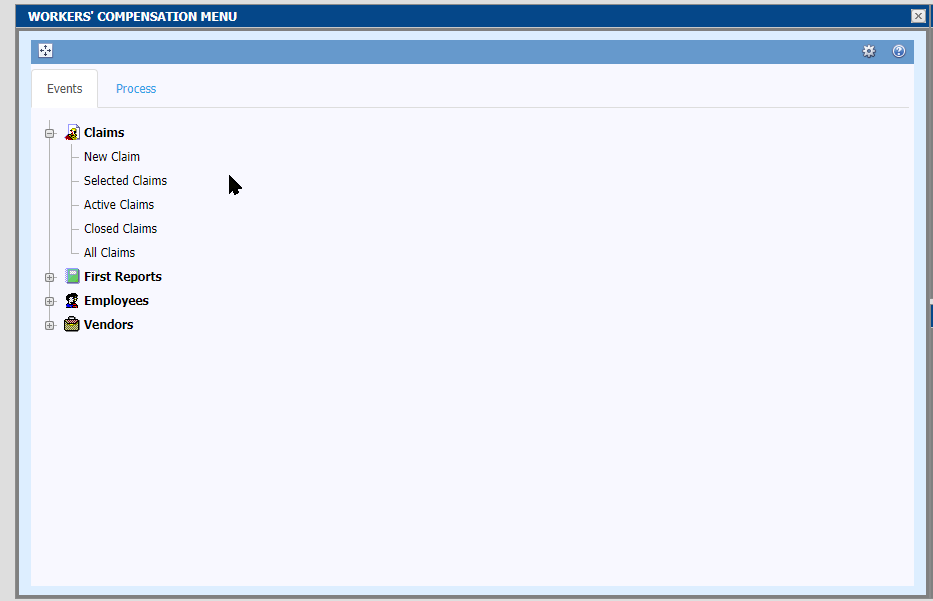 WORKERS' COMPENSATION MENU
Events Process
Claims
New Claim
Selected Claims
Active Claims
Closed Claims
All Claims
First Reports
Employees
Vendors